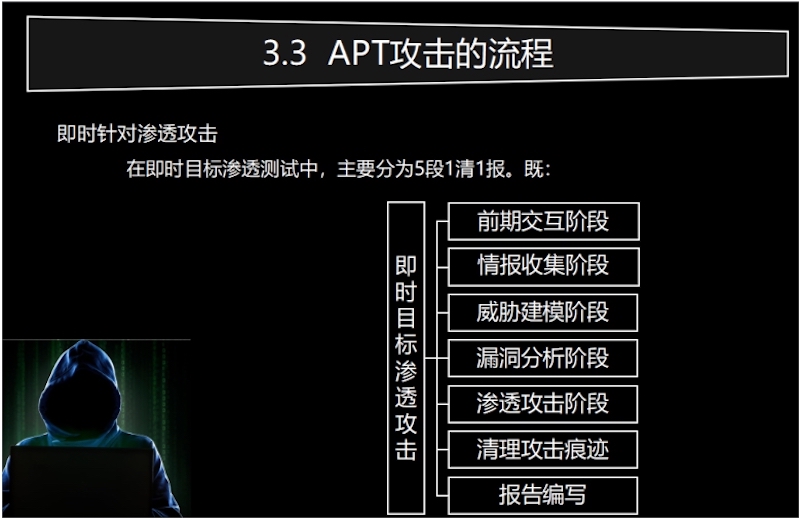 3.3 APT攻击的流程
即时针对渗透攻击
在即时目标渗透测试中，主要分为5段1清1报。既：
即时目标渗透攻击
前期交互阶段
情报收集阶段
威胁建模阶段
漏洞分析阶段
渗透攻击阶段
清理攻击痕迹
报告编写